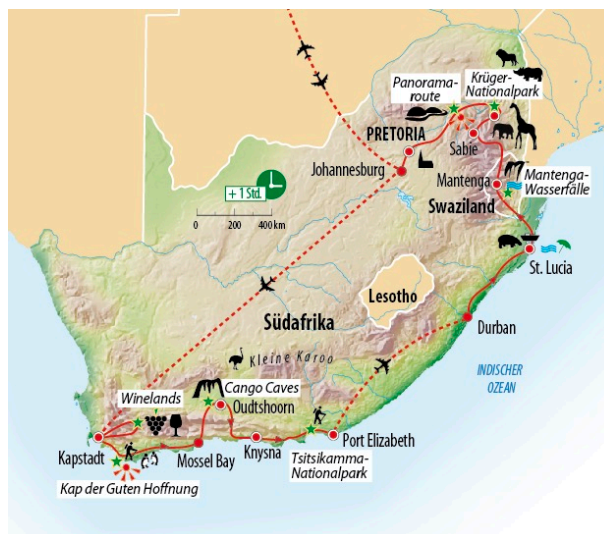 Panorama-
route
Krüger-
Nationalpark
PRETORIA
Sabie
Johannesburg
Mantenga
Mantenga-
Wasserfälle
+ 1 Std.
Swaziland
0 200 400 km
St. Lucia
Lesotho
Südafrika
Durban
Kleine Karoo
INDISCHER
OZEAN
Cango Caves
Winelands
Oudtshoorn
Kapstadt
Mossel Bay
Knysna
Port Elizabeth
Tsitsikamma-
Nationalpark
Kap der Guten Hoffnung